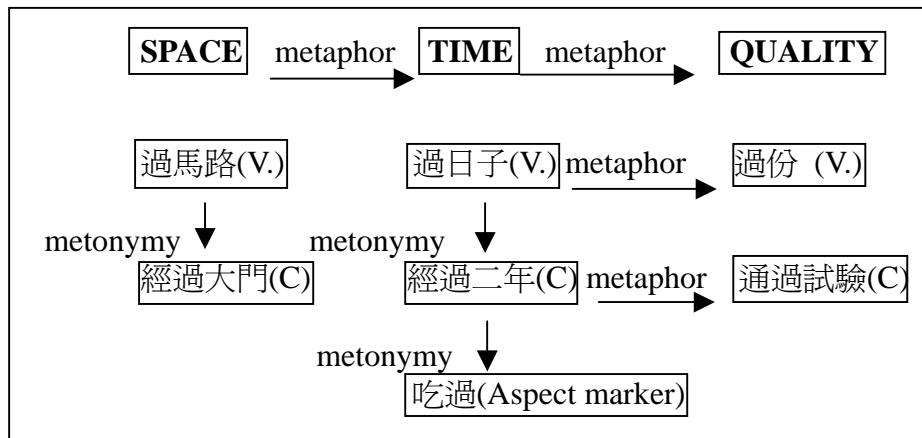 SPACE metaphor TIME metaphor QUALITY
過馬路(V.) 過日子(V.) metaphor 過份 (V.)
metonymy metonymy
經過大門(C) 經過二年(C) metaphor 通過試驗(C)
metonymy
吃過(Aspect marker)